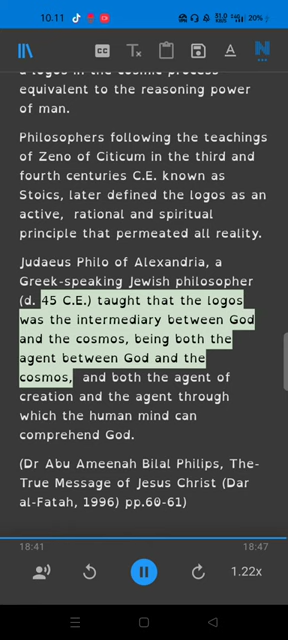 10.11
51.0
KB/S
20%
CC
a logos in the cosmic process
equivalent to the reasoning power
of man.
Philosophers following the teachings
of Zeno of Citicum in the third and
fourth centuries C.E. known as
Stoics, later defined the logos as an
active, rational and spiritual
principle that permeated all reality.
Judaeus Philo of Alexandria, a
Greek-speaking Jewish philosopher
(d. 45 C.E.) taught that the logos
was the intermediary between God
and the cosmos, being both the
agent between God and the
cosmos, and both the agent of
creation and the agent through
which the human mind can
comprehend God.
(Dr Abu Ameenah Bilal Philips, The-
True Message of Jesus Christ (Dar
al-Fatah, 1996) pp.60-61)
18:41 18:47
1.22x